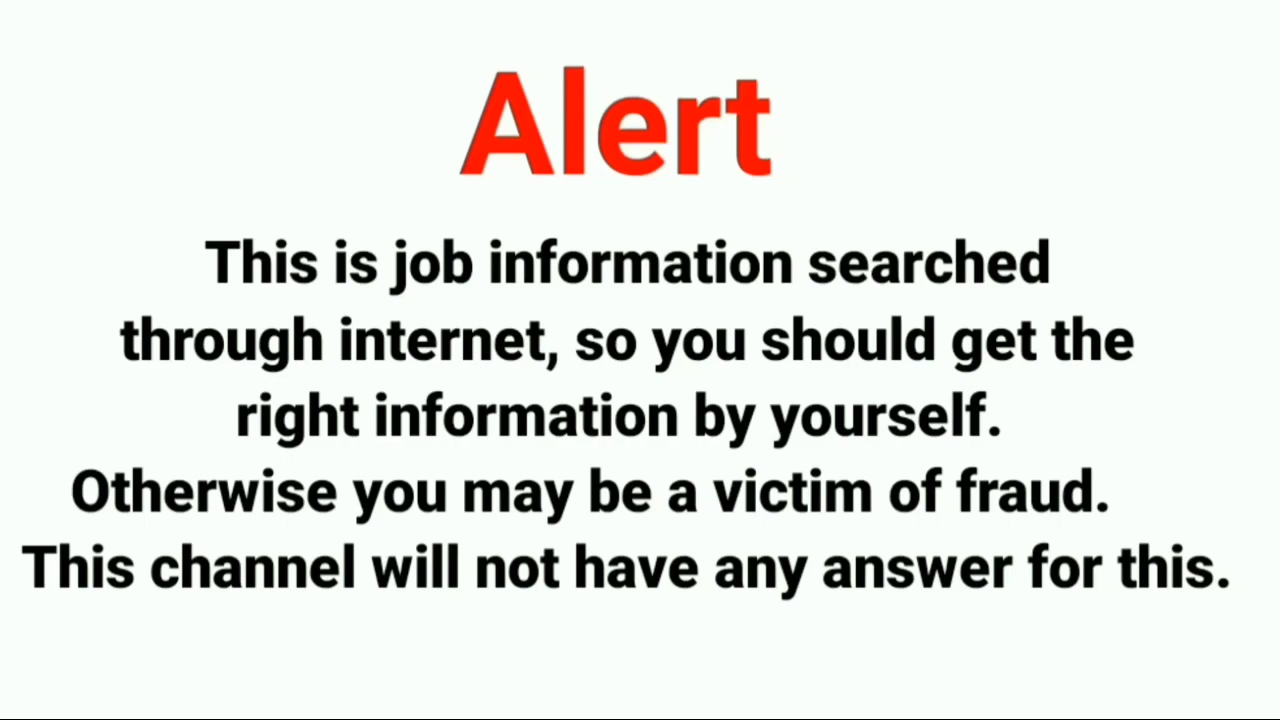 Alert
This is job information searched
through internet, so you should get the
right information by yourself.
Otherwise you may be a victim of fraud.
This channel will not have any answer for this.